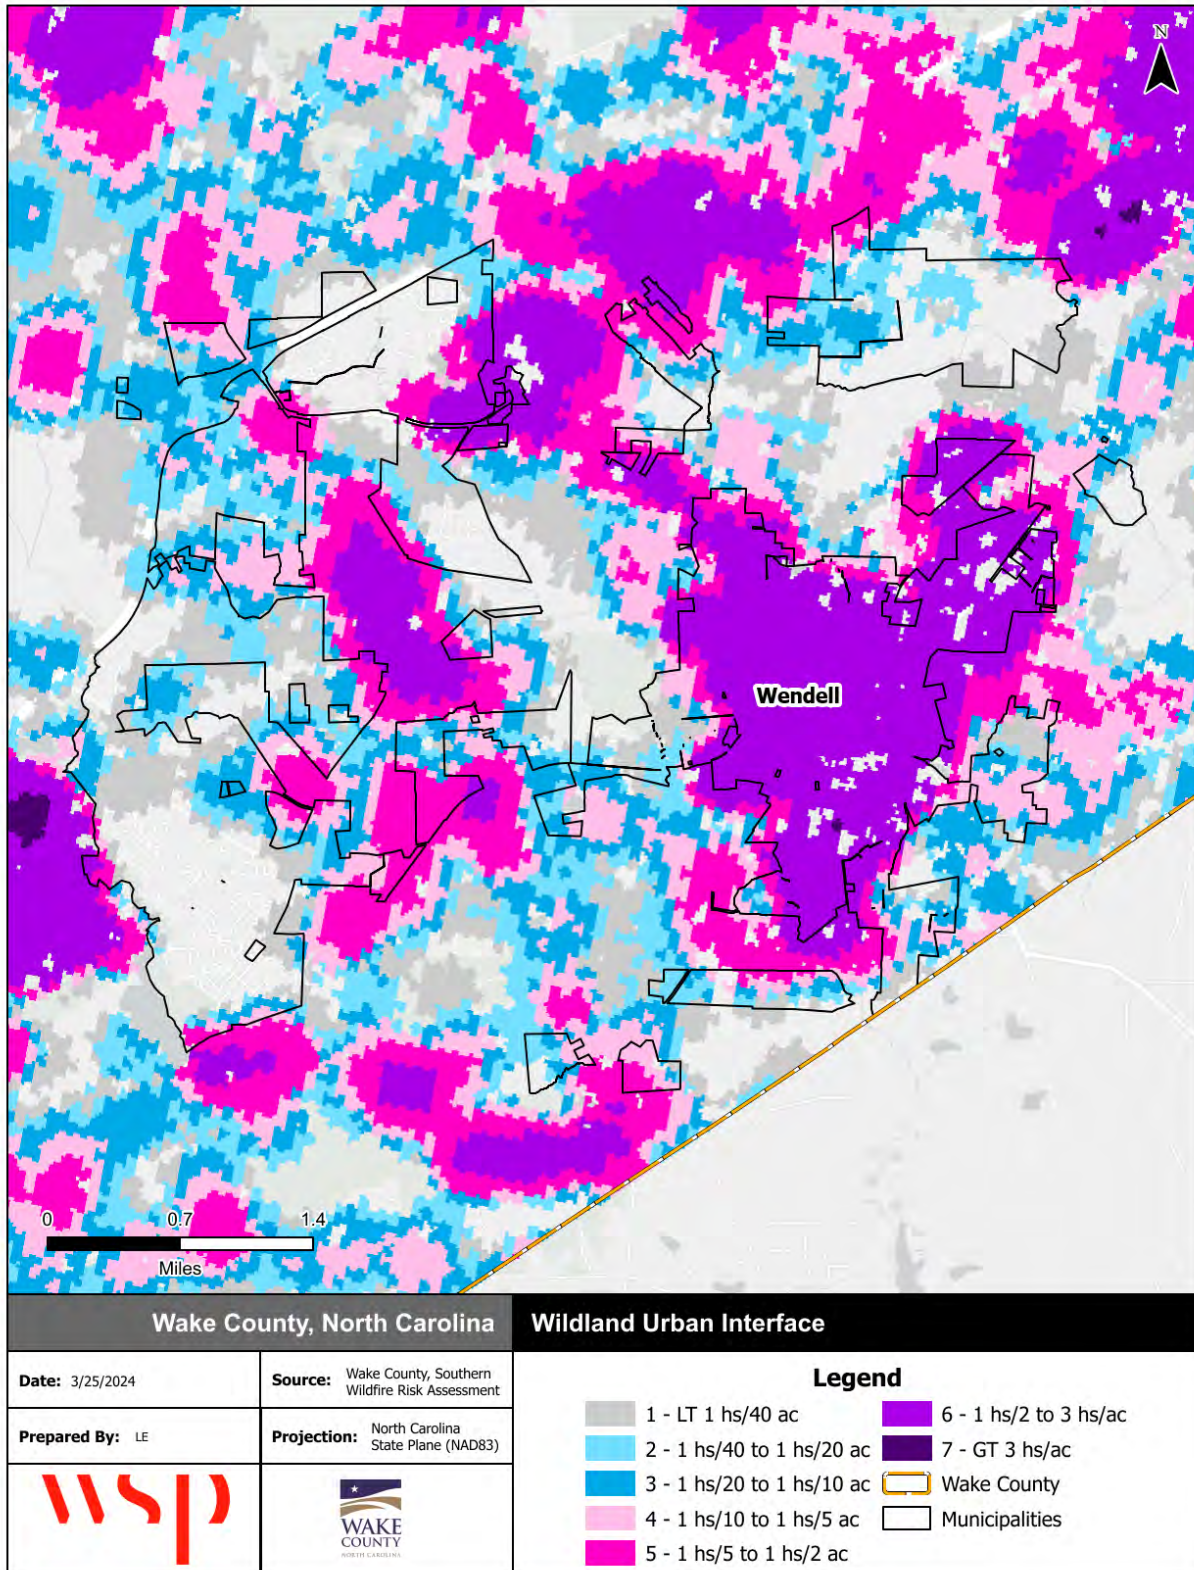 N
Wendell
0 0.7 1.4
Miles
Wake County, North Carolina
Wildland Urban Interface
Date: 3/25/2024
Source: Wake County, Southern
Wildfire Risk Assessment
Prepared By: LE
Projection: North Carolina
State Plane (NAD83)
wsp
WAKE
COUNTY
NORTH CAROLINA
Legend
1 - LT 1 hs/40 ac
2 - 1 hs/40 to 1 hs/20 ac
3 - 1 hs/20 to 1 hs/10 ac
4 - 1 hs/10 to 1 hs/5 ac
5 - 1 hs/5 to 1 hs/2 ac
6 - 1 hs/2 to 3 hs/ac
7 - GT 3 hs/ac
Wake County
Municipalities